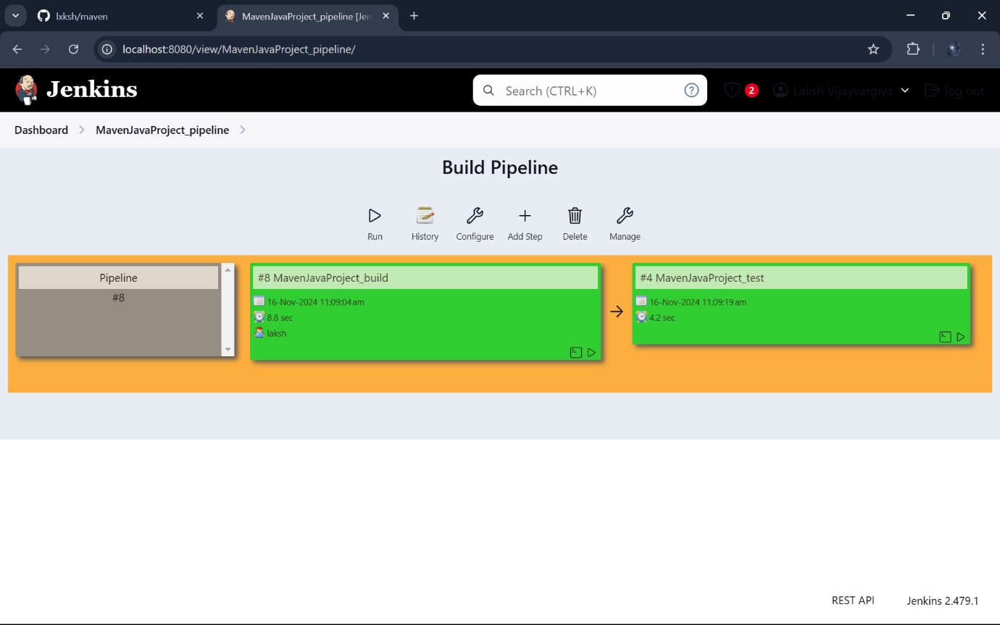 lxksh/maven
MavenJavaProject_pipeline [Jen
localhost:8080/view/MavenJavaProject_pipeline/
Jenkins
Search (CTRL+K)
?
2
Laksh Vijayvargiya
log out
Dashboard
MavenJavaProject_pipeline
Build Pipeline
Run
History
Configure
Add Step
Delete
Manage
Pipeline
#8
#8 MavenJavaProject_build
16-Nov-2024 11:09:04 am
8.8 sec
laksh
#4 MavenJavaProject_test
16-Nov-2024 11:09:19 am
4.2 sec
REST API
Jenkins 2.479.1